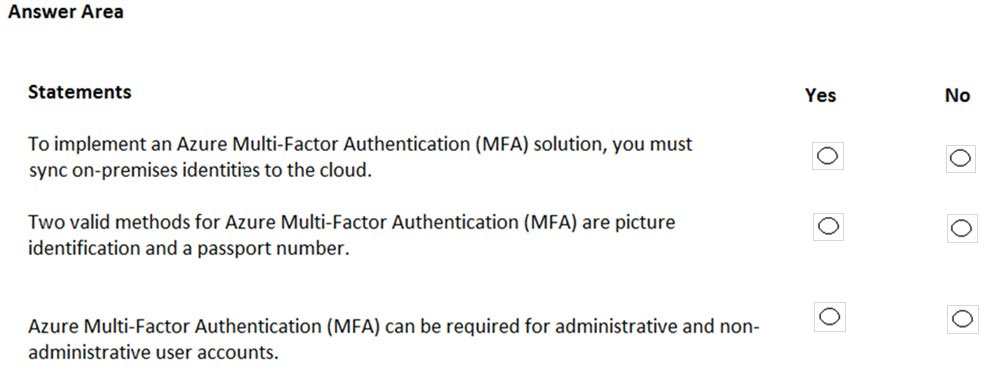 Answer Area
Statements
Yes
No
To implement an Azure Multi-Factor Authentication (MFA) solution, you must
sync on-premises identities to the cloud.
Two valid methods for Azure Multi-Factor Authentication (MFA) are picture
identification and a passport number.
Azure Multi-Factor Authentication (MFA) can be required for administrative and non-
administrative user accounts.